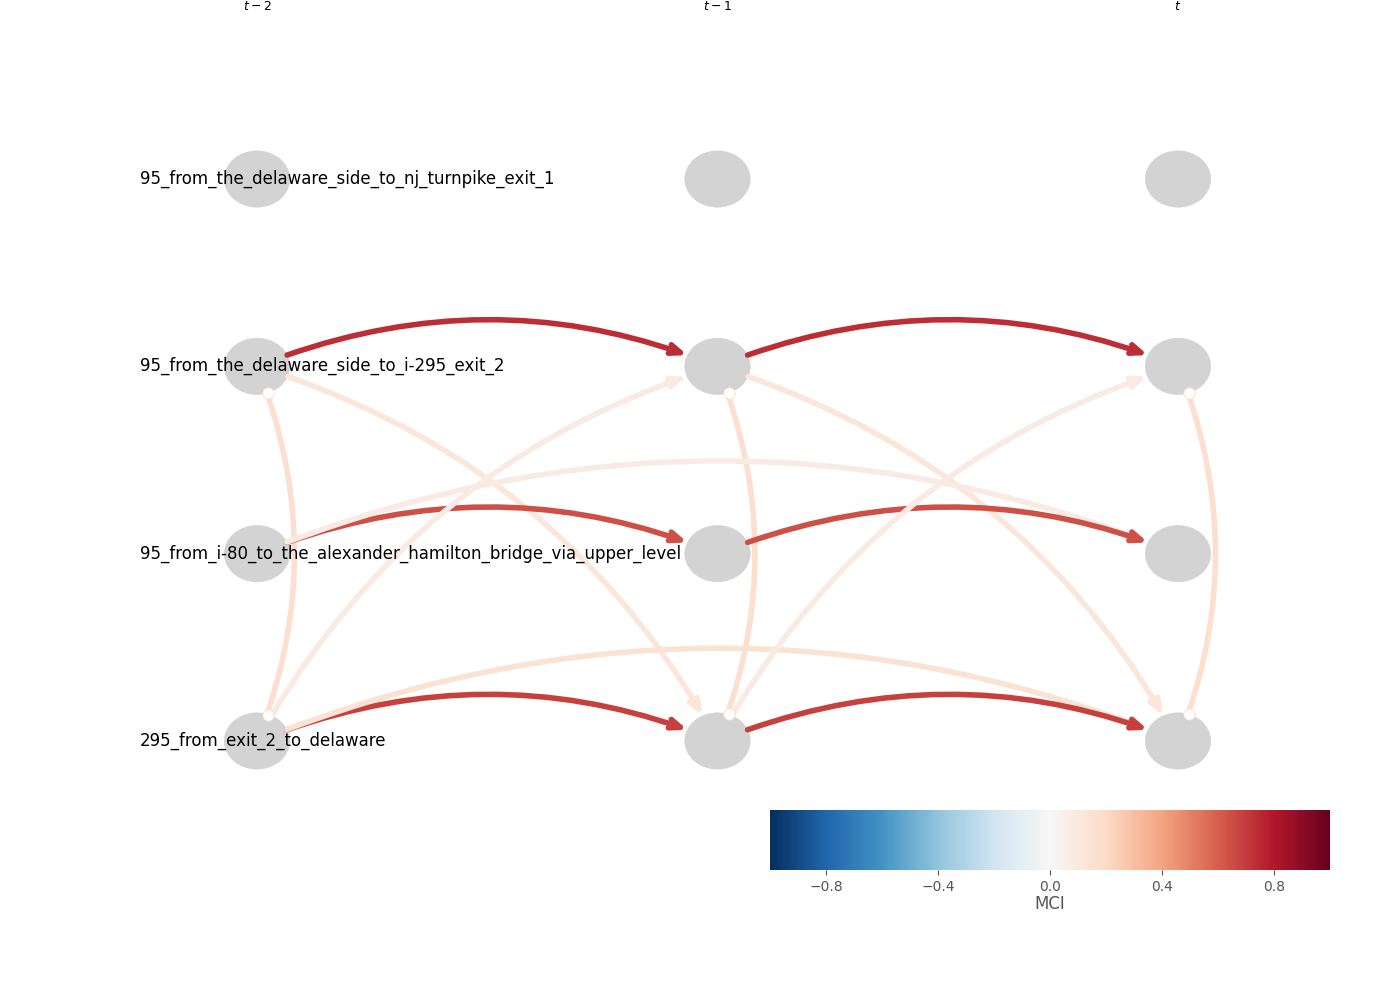 t − 2
t − 1
t
95_from_the_delaware_side_to_nj_turnpike_exit_1
95_from_the_delaware_side_to_i-295_exit_2
95_from_i-80_to_the_alexander_hamilton_bridge_via_upper_level
295_from_exit_2_to_delaware
−0.8
−0.4
0.0
0.4
0.8
MCI